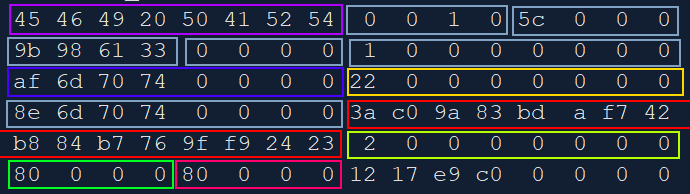 45 46 49 20 50 41 52 54 0 0 1 0 5c 0 0 0
9b 98 61 33 0 0 0 0 1 0 0 0 0 0 0 0
af 6d 70 74 0 0 0 0 22 0 0 0 0 0 0 0
8e 6d 70 74 0 0 0 0 3a c0 9a 83 bd a f7 42
b8 84 b7 76 9f f9 24 23 2 0 0 0 0 0 0 0
80 0 0 0 80 0 0 0 12 17 e9 c0 0 0 0 0